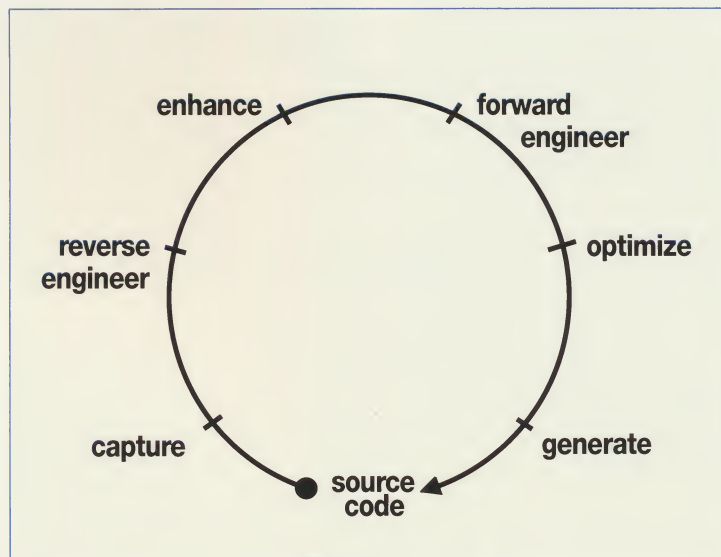 enhance
forward
engineer
reverse
engineer
optimize
capture
generate
source
code